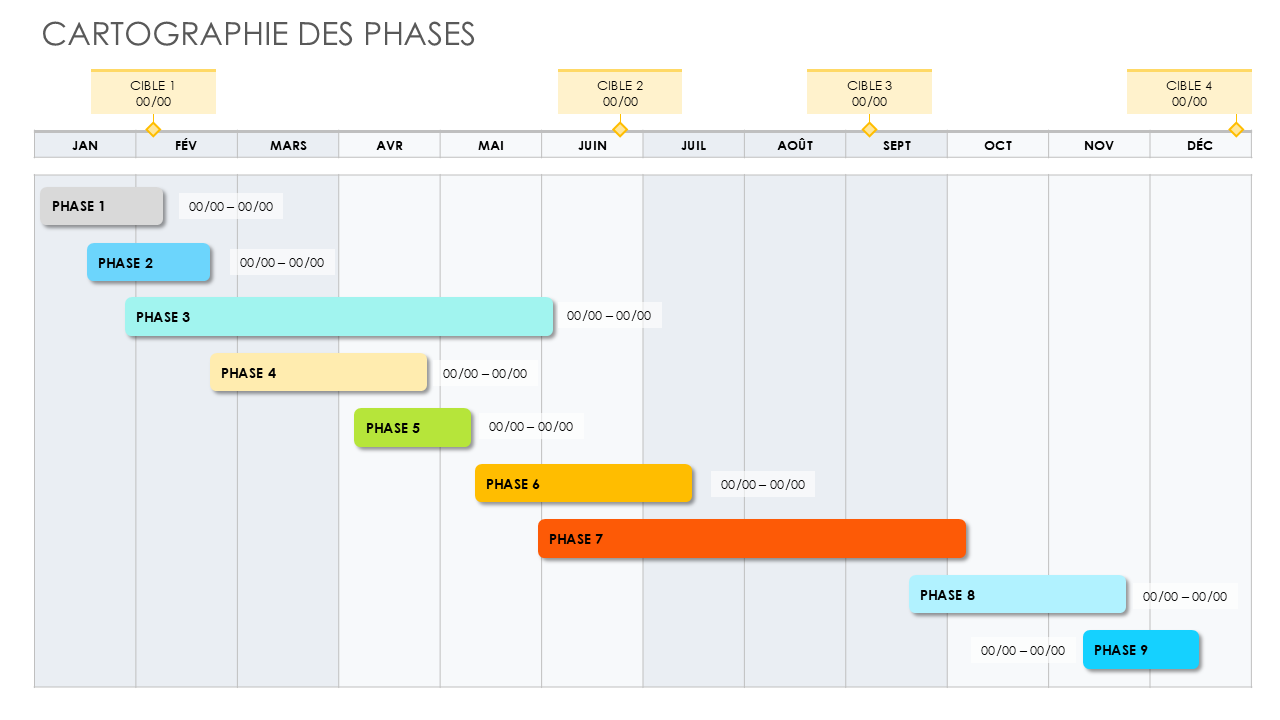 CARTOGRAPHIE DES PHASES
CIBLE 1
00/00
CIBLE 2
00/00
CIBLE 3
00/00
CIBLE 4
00/00
JAN FÉV MARS AVR MAI JUIN JUIL AOÛT SEPT OCT NOV DÉC
PHASE 1 00/00 – 00/00
PHASE 2 00/00 – 00/00
PHASE 3 00/00 – 00/00
PHASE 4 00/00 – 00/00
PHASE 5 00/00 – 00/00
PHASE 6 00/00 – 00/00
PHASE 7
PHASE 8 00/00 – 00/00
00/00 – 00/00 PHASE 9